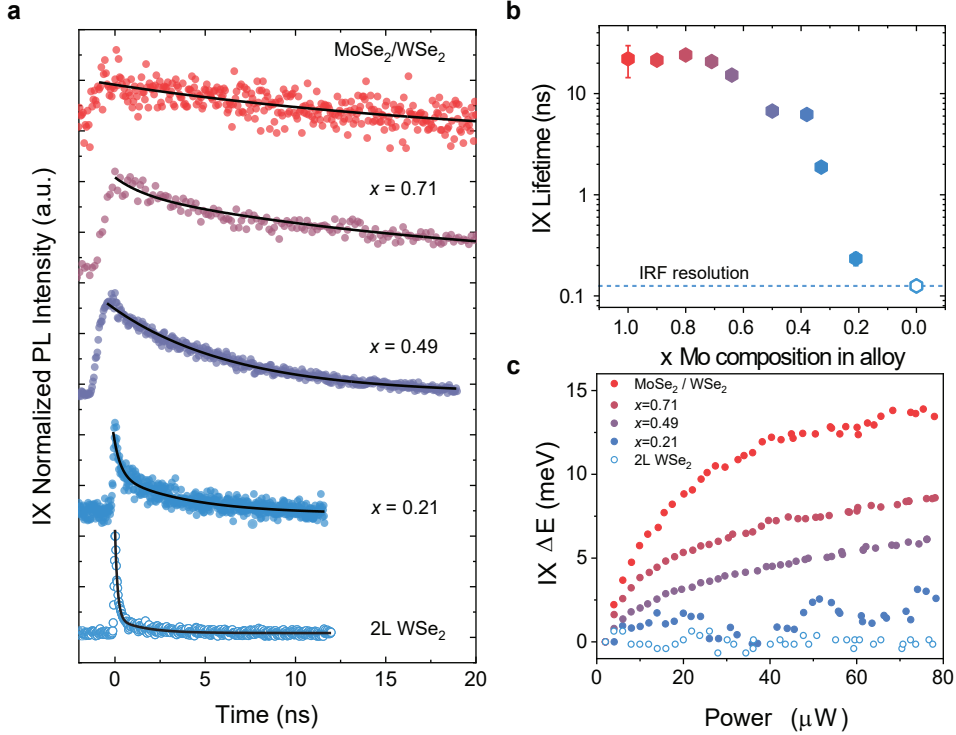 a
IX Normalized PL Intensity (a.u.)
MoSe₂/WSe₂
x = 0.71
x = 0.49
x = 0.21
2L WSe₂
0 5 10 15 20
Time (ns)
b
IX Lifetime (ns)
10
1
0.1
IRF resolution
1.0 0.8 0.6 0.4 0.2 0.0
x Mo composition in alloy
c
IX ΔE (meV)
15
10
5
0
MoSe₂ / WSe₂
x=0.71
x=0.49
x=0.21
2L WSe₂
0 20 40 60 80
Power (μW)